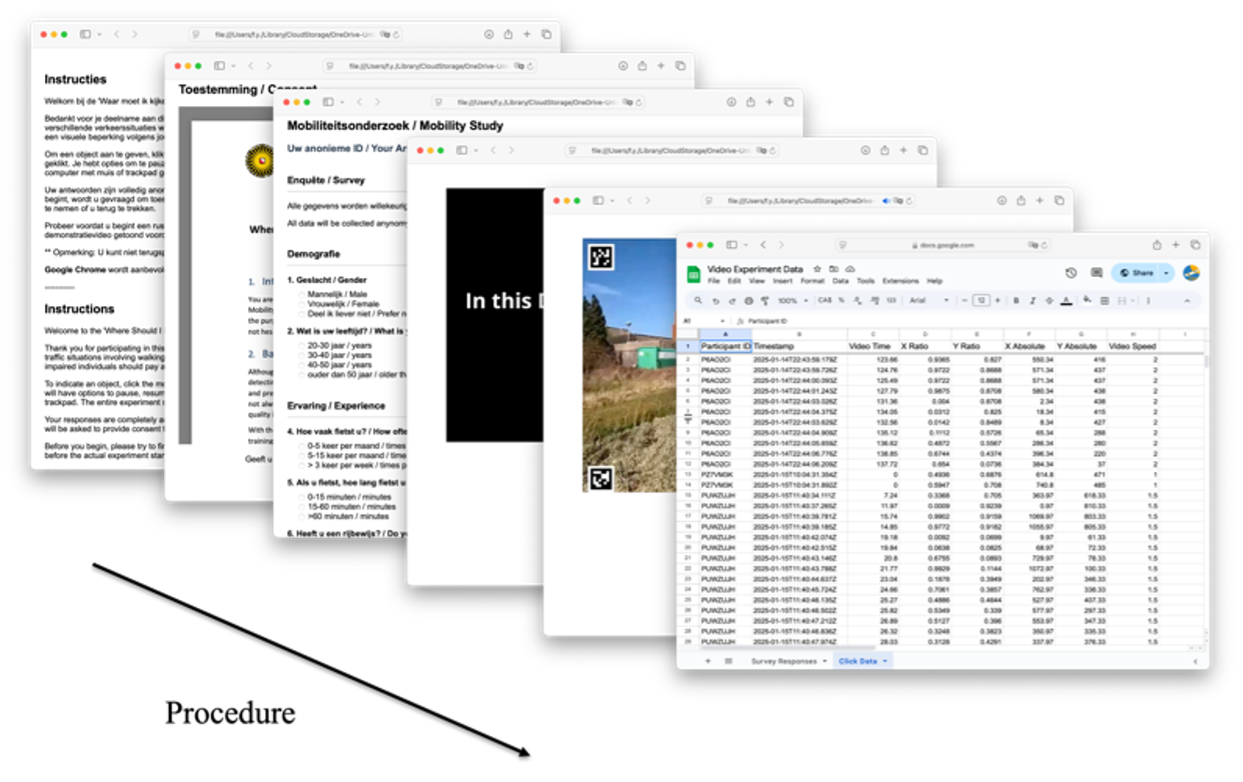 Instructies
Welkom bij de 'Waar moet ik kijke
Bedankt voor je deelname aan di
verschillende verkeerssituaties w
een visuele beperking volgens jo
Om een object aan te geven, klik
geklikt. Je hebt opties om te pauz
computer met muis of trackpad g
Uw antwoorden zijn volledig anor
begint, wordt u gevraagd om toer
te nemen of u terug te trekken.
Probeer voordat u begint een rus
demonstratievideo getoond voord
** Opmerking: U kunt niet terugsp
Google Chrome wordt aanbevol
Instructions
Welcome to the 'Where Should I
Thank you for participating in this
traffic situations involving walking
impaired individuals should pay a
To indicate an object, click the m
will have options to pause, resum
trackpad. The entire experiment
Your responses are completely a
will be asked to provide consent
Before you begin, please try to fi
before the actual experiment star
Toestemming / Consent
Wher
1. Int
You are
Mobility
the pur
not hes
2. Ba
Althoug
detectin
and pre
not alw
quality
With th
training
Geeft u
Mobiliteitsonderzoek / Mobility Study
Uw anonieme ID / Your An
Enquête / Survey
Alle gegevens worden willekeurig
All data will be collected anynom
Demografie
1. Geslacht / Gender
Mannelijk / Male
Vrouwelijk / Female
Deel ik liever niet / Prefer n
2. Wat is uw leeftijd? / What is
20-30 jaar / years
30-40 jaar / years
40-50 jaar / years
ouder dan 50 jaar / older th
Ervaring / Experience
4. Hoe vaak fietst u? / How ofte
0-5 keer per maand / times
5-15 keer per maand / time
> 3 keer per week / times p
5. Als u fietst, hoe lang fietst u
0-15 minuten / minutes
15-60 minuten / minutes
>60 minuten / minutes
6. Heeft u een rijbewijs? / Do yo
In this D
docs.google.com
Video Experiment Data
File Edit View Insert Format Data Tools Extensions Help
Share
100% Arial 12
A1 Participant ID
A B C D E F G H I
1 Participant ID Timestamp Video Time X Ratio Y Ratio X Absolute Y Absolute Video Speed
2 P6AO2CI 2025-01-14T22:43:59.179Z 123.66 0.9365 0.827 550.34 416 2
3 P6AO2CI 2025-01-14T22:43:59.726Z 124.76 0.9722 0.8688 571.34 437 2
4 P6AO2CI 2025-01-14T22:44:00.093Z 125.49 0.9722 0.8688 571.34 437 2
5 P6AO2CI 2025-01-14T22:44:01.243Z 127.79 0.9875 0.8708 580.34 438 2
6 P6AO2CI 2025-01-14T22:44:03.026Z 131.36 0.004 0.8708 2.34 438 2
7 P6AO2CI 2025-01-14T22:44:04.375Z 134.05 0.0312 0.825 18.34 415 2
P6AO2CI 2025-01-14T22:44:03.629Z 132.56 0.0142 0.8489 8.34 427 2
9 P6AO2CI 2025-01-14T22:44:04.909Z 135.12 0.1112 0.5726 65.34 288 2
10 P6AO2CI 2025-01-14T22:44:05.659Z 136.62 0.4872 0.5567 286.34 280 2
11 P6AO2CI 2025-01-14T22:44:06.776Z 138.85 0.6744 0.4374 396.34 220 2
12 P6AO2CI 2025-01-14T22:44:06.209Z 137.72 0.654 0.0736 384.34 37 2
13 PZ7VM3K 2025-01-15T10:04:31.354Z 0 0.4936 0.6876 614.8 471 1
14 PZ7VM3K 2025-01-15T10:04:31.892Z 0 0.5947 0.708 740.8 485 1
15 PUWZUJH 2025-01-15T11:40:34.111Z 7.24 0.3368 0.705 363.97 618.33 1.5
16 PUWZUJH 2025-01-15T11:40:37.265Z 11.97 0.0009 0.9239 0.97 810.33 1.5
17 PUWZUJH 2025-01-15T11:40:39.791Z 15.74 0.9902 0.9159 1069.97 803.33 1.5
18 PUWZUJH 2025-01-15T11:40:39.185Z 14.85 0.9772 0.9182 1055.97 805.33 1.5
19 PUWZUJH 2025-01-15T11:40:42.074Z 19.18 0.0092 0.0699 9.97 61.33 1.5
20 PUWZUJH 2025-01-15T11:40:42.515Z 19.84 0.0638 0.0825 68.97 72.33 1.5
21 PUWZUJH 2025-01-15T11:40:43.146Z 20.8 0.6755 0.0893 729.97 78.33 1.5
22 PUWZUJH 2025-01-15T11:40:43.788Z 21.77 0.9929 0.1144 1072.97 100.33 1.5
23 PUWZUJH 2025-01-15T11:40:44.637Z 23.04 0.1878 0.3949 202.97 346.33 1.5
24 PUWZUJH 2025-01-15T11:40:45.724Z 24.66 0.7061 0.3857 762.97 338.33 1.5
25 PUWZUJH 2025-01-15T11:40:46.135Z 25.27 0.4886 0.4644 527.97 407.33 1.5
26 PUWZUJH 2025-01-15T11:40:46.502Z 25.82 0.5349 0.339 577.97 297.33 1.5
20 PUWZUJH 2025-01-15T11:40:47.212Z 26.89 0.5127 0.396 553.97 347.33 1.5
28 PUWZUJH 2025-01-15T11:40:46.836Z 26.32 0.3248 0.3823 350.97 335.33 1.5
29 PUWZUJH 2025-01-15T11:40:47.974Z 28.03 0.3128 0.4291 337.97 376.33 1.5
Survey Responses Click Data
Procedure